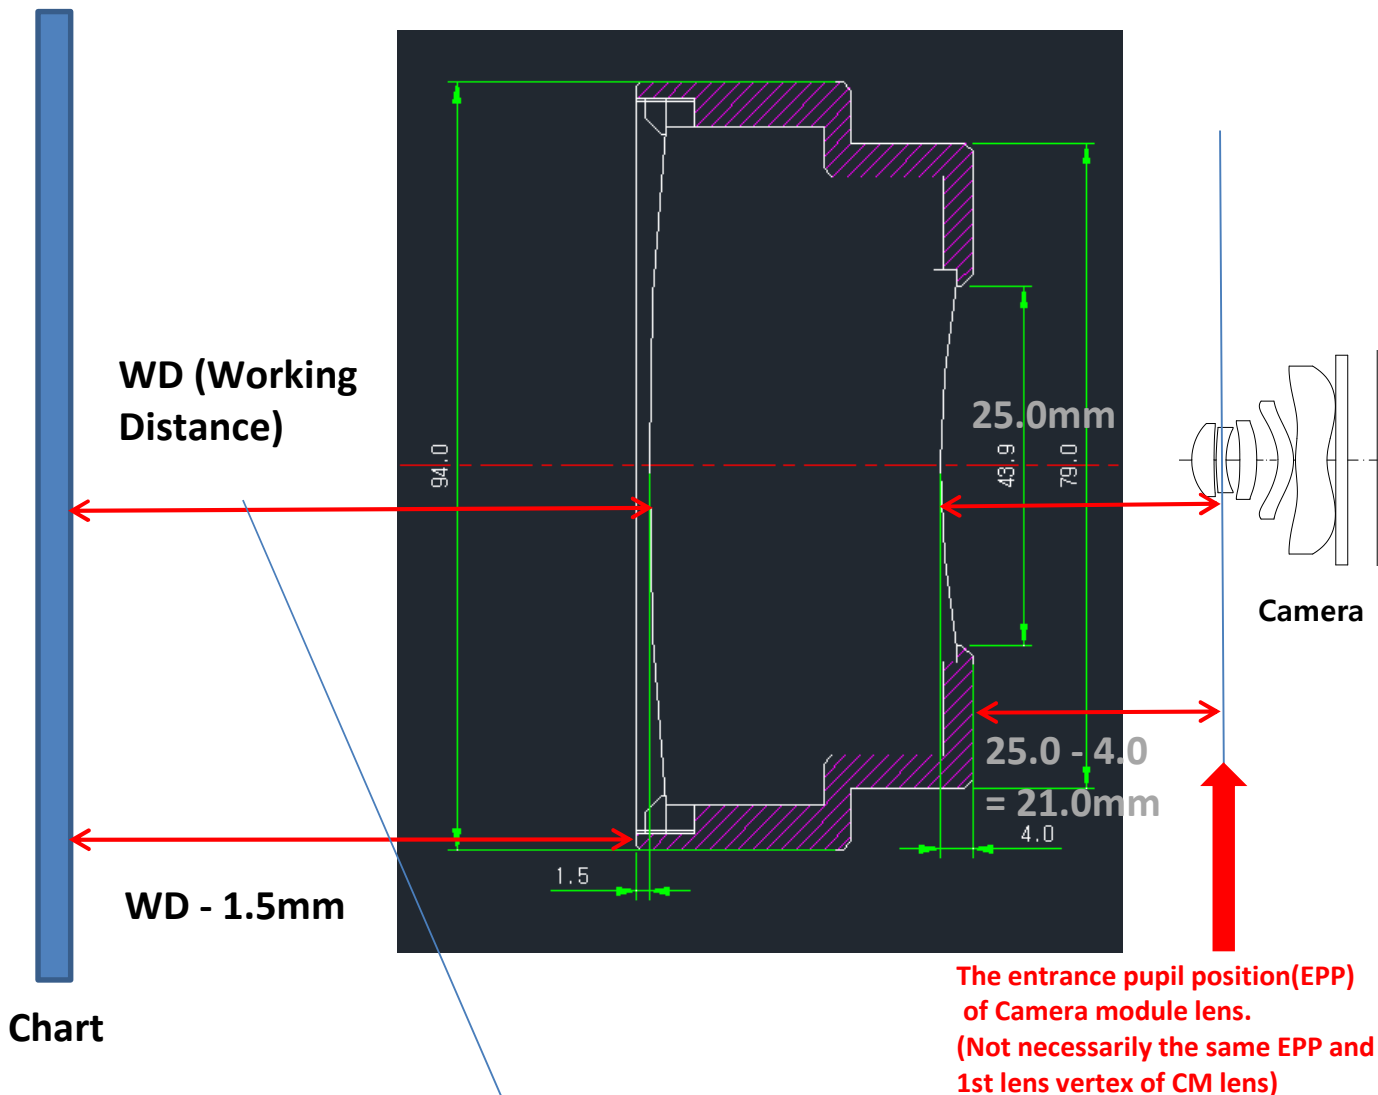 WD (Working
Distance)
94.0
25.0mm
43.9
79.0
Camera
25.0 - 4.0
= 21.0mm
4.0
1.5
WD - 1.5mm
Chart
The entrance pupil position(EPP)
of Camera module lens.
(Not necessarily the same EPP and
1st lens vertex of CM lens)